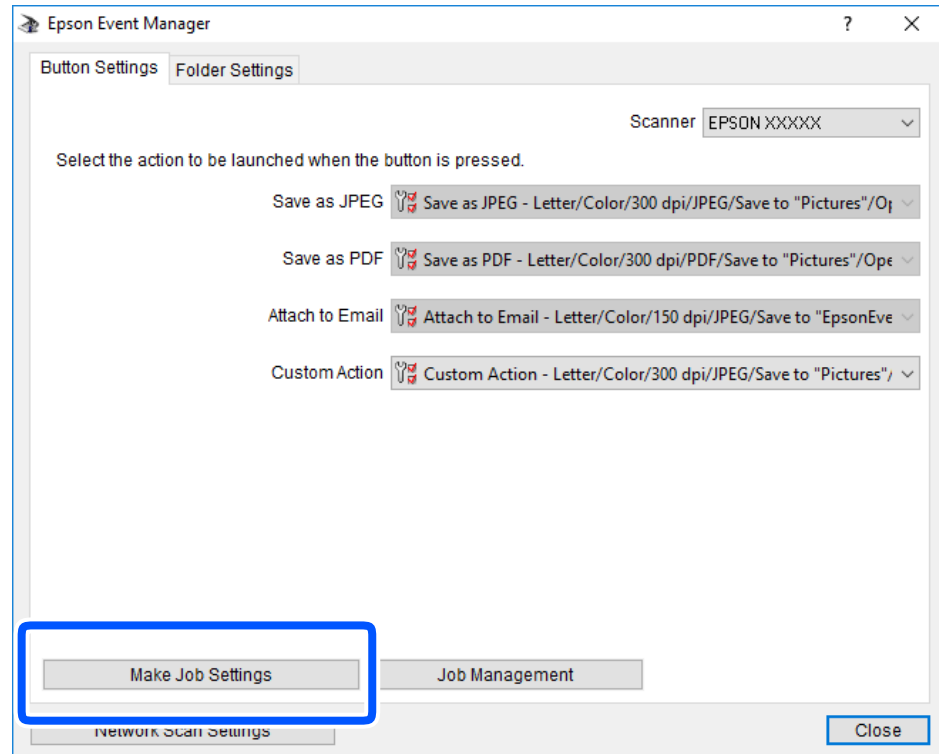 Epson Event Manager ?
Button Settings Folder Settings
Scanner EPSON XXXXX
Select the action to be launched when the button is pressed.
Save as JPEG Save as JPEG - Letter/Color/300 dpi/JPEG/Save to "Pictures"/Op
Save as PDF Save as PDF - Letter/Color/300 dpi/PDF/Save to "Pictures"/Ope
Attach to Email Attach to Email - Letter/Color/150 dpi/JPEG/Save to "EpsonEve
Custom Action Custom Action - Letter/Color/300 dpi/JPEG/Save to "Pictures"/
Make Job Settings Job Management
Network Scan Settings Close